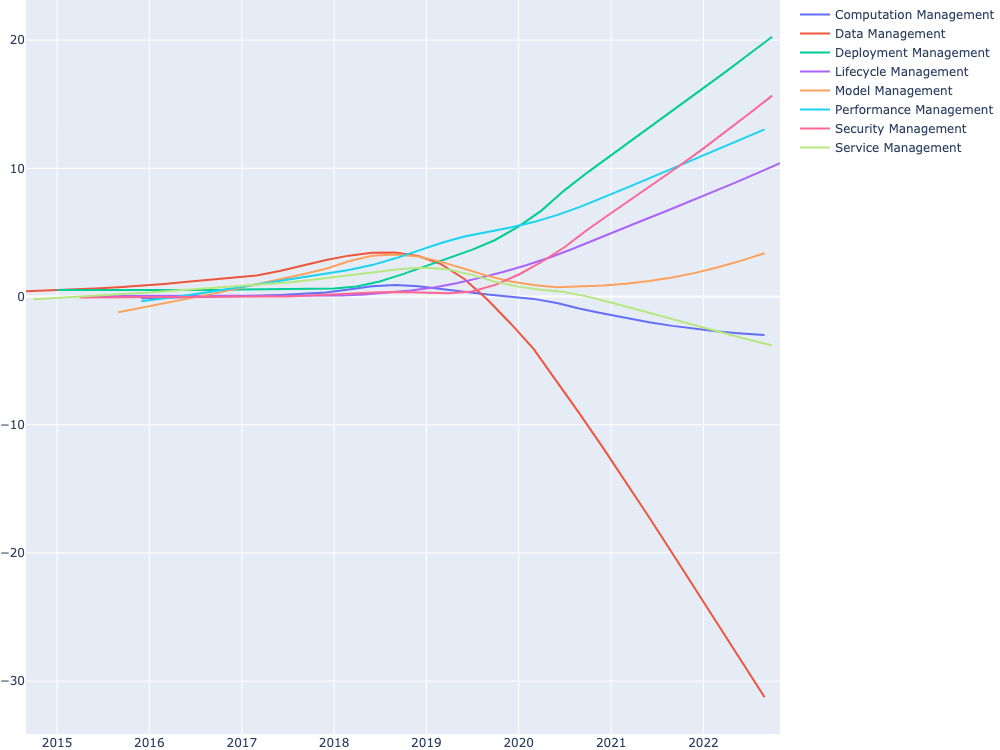 20
10
0
−10
−20
−30
2015 2016 2017 2018 2019 2020 2021 2022
Computation Management
Data Management
Deployment Management
Lifecycle Management
Model Management
Performance Management
Security Management
Service Management